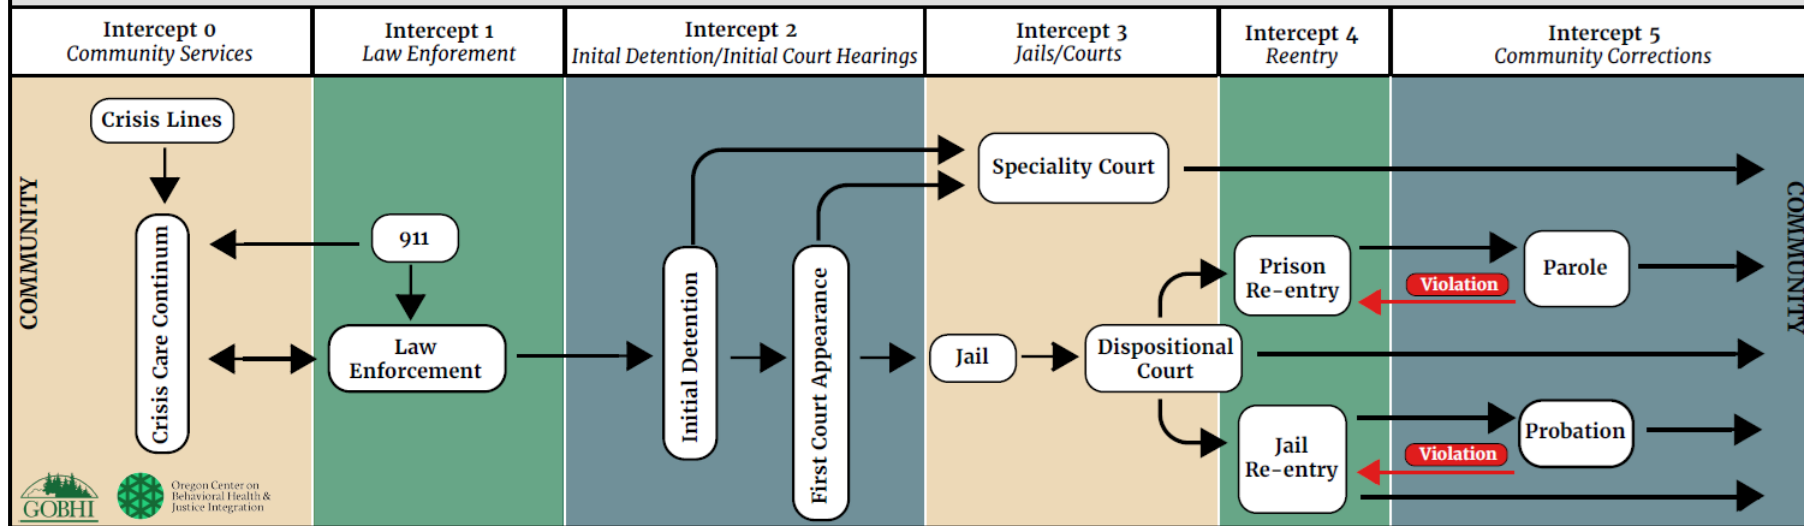 Intercept 0
Community Services
Intercept 1
Law Enforement
Intercept 2
Inital Detention/Initial Court Hearings
Intercept 3
Jails/Courts
Intercept 4
Reentry
Intercept 5
Community Corrections
COMMUNITY
Crisis Lines
Crisis Care Continum
911
Law
Enforcement
Initial Detention
First Court Appearance
Speciality Court
Jail
Dispositional
Court
Prison
Re-entry
Violation
Parole
Jail
Re-entry
Violation
Probation
COMMUNITY
GOBHI
Oregon Center on
Behavioral Health &
Justice Integration